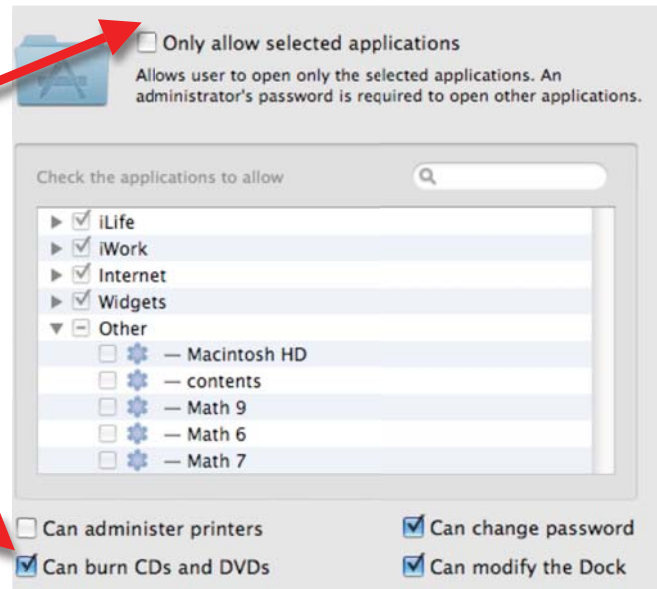 Only allow selected applications
Allows user to open only the selected applications. An
administrator's password is required to open other applications.
Check the applications to allow
iLife
iWork
Internet
Widgets
Other
— Macintosh HD
— contents
— Math 9
— Math 6
— Math 7
Can administer printers
Can change password
Can burn CDs and DVDs
Can modify the Dock